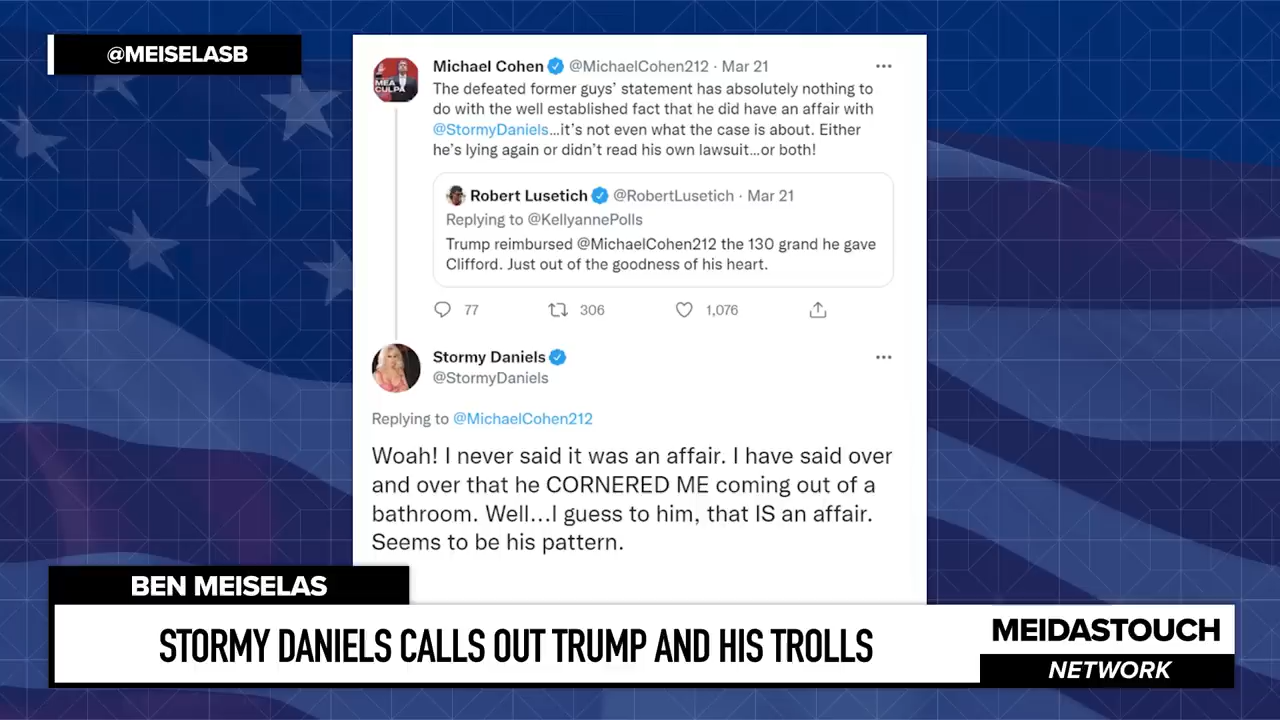 @MEISELASB
Michael Cohen @MichaelCohen212 · Mar 21
The defeated former guys’ statement has absolutely nothing to
do with the well established fact that he did have an affair with
@StormyDaniels...it’s not even what the case is about. Either
he’s lying again or didn’t read his own lawsuit...or both!
MEA
CULPA
Robert Lusetich @RobertLusetich · Mar 21
Replying to @KellyannePolls
Trump reimbursed @MichaelCohen212 the 130 grand he gave
Clifford. Just out of the goodness of his heart.
77 306 1,076
Stormy Daniels
@StormyDaniels
Replying to @MichaelCohen212
Woah! I never said it was an affair. I have said over
and over that he CORNERED ME coming out of a
bathroom. Well...I guess to him, that IS an affair.
Seems to be his pattern.
BEN MEISELAS
STORMY DANIELS CALLS OUT TRUMP AND HIS TROLLS
MEIDASTOUCH
NETWORK